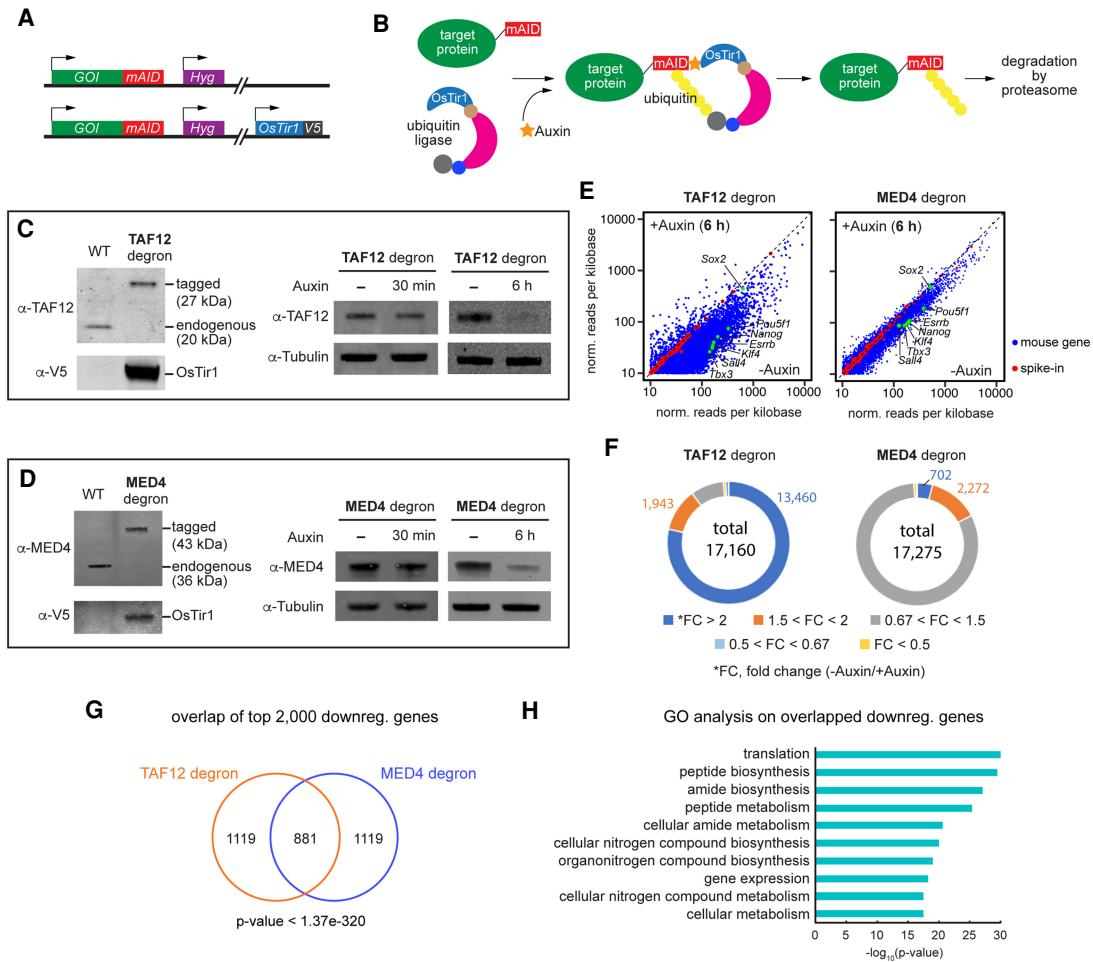 A
GOI mAID Hyg
GOI mAID Hyg OsTir1 V5
B
target protein
mAID
OsTir1
ubiquitin ligase
Auxin
target protein
mAID
OsTir1
ubiquitin
target protein
mAID
degradation by proteasome
C
WT
TAF12 degron
α-TAF12
tagged (27 kDa)
endogenous (20 kDa)
α-V5
OsTir1
TAF12 degron
TAF12 degron
Auxin – 30 min – 6 h
α-TAF12
α-Tubulin
D
WT
MED4 degron
α-MED4
tagged (43 kDa)
endogenous (36 kDa)
α-V5
OsTir1
MED4 degron
MED4 degron
Auxin – 30 min – 6 h
α-MED4
α-Tubulin
E
TAF12 degron
MED4 degron
norm. reads per kilobase
10000
1000
100
10
+Auxin (6 h)
Sox2
Pou5f1
Nanog
Esrrb
Klf4
Sall4
Tbx3
-Auxin
10 100 1000 10000
norm. reads per kilobase
+Auxin (6 h)
Sox2
Pou5f1
Esrrb
Nanog
Klf4
Tbx3
Sall4
-Auxin
10 100 1000 10000
norm. reads per kilobase
mouse gene
spike-in
F
TAF12 degron
MED4 degron
1,943
13,460
total 17,160
702
2,272
total 17,275
*FC > 2
1.5 < FC < 2
0.67 < FC < 1.5
0.5 < FC < 0.67
FC < 0.5
*FC, fold change (-Auxin/+Auxin)
G
overlap of top 2,000 downreg. genes
TAF12 degron
MED4 degron
1119 881 1119
p-value < 1.37e-320
H
GO analysis on overlapped downreg. genes
translation
peptide biosynthesis
amide biosynthesis
peptide metabolism
cellular amide metabolism
cellular nitrogen compound biosynthesis
organonitrogen compound biosynthesis
gene expression
cellular nitrogen compound metabolism
cellular metabolism
0 5 10 15 20 25 30
-log10(p-value)